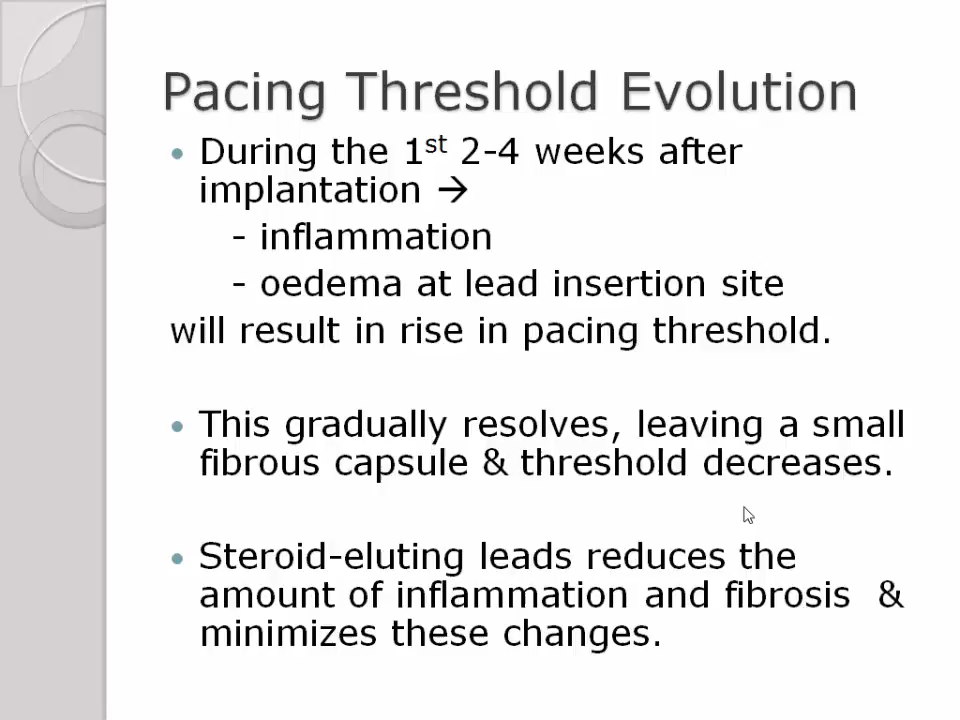 Pacing Threshold Evolution
• During the 1st 2-4 weeks after
implantation →
- inflammation
- oedema at lead insertion site
will result in rise in pacing threshold.
• This gradually resolves, leaving a small
fibrous capsule & threshold decreases.
• Steroid-eluting leads reduces the
amount of inflammation and fibrosis &
minimizes these changes.